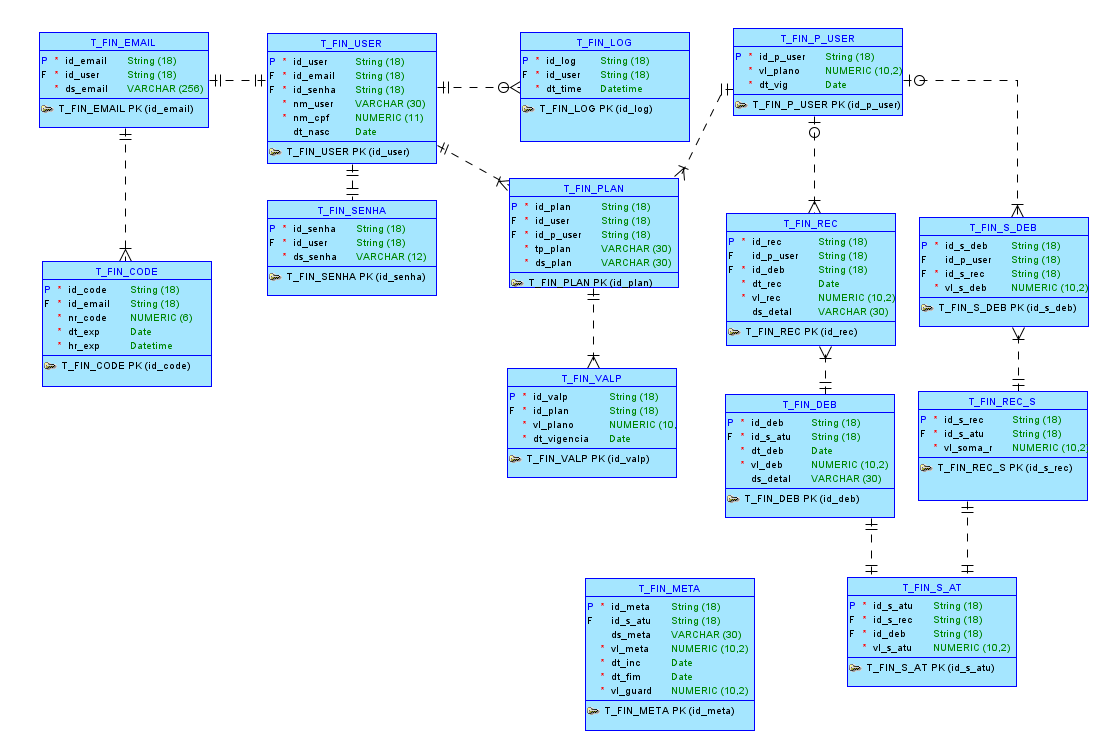 T_FIN_EMAIL
P * id_email String (18)
F * id_user String (18)
* ds_email VARCHAR (256)
T_FIN_EMAIL PK (id_email)
T_FIN_USER
P * id_user String (18)
F * id_email String (18)
F * id_senha String (18)
* nm_user VARCHAR (30)
* nm_cpf NUMERIC (11)
dt_nasc Date
T_FIN_USER PK (id_user)
T_FIN_LOG
P * id_log String (18)
F * id_user String (18)
* dt_time Datetime
T_FIN_LOG PK (id_log)
T_FIN_P_USER
P * id_p_user String (18)
* vl_plano NUMERIC (10,2)
* dt_vig Date
T_FIN_P_USER PK (id_p_user)
T_FIN_SENHA
P * id_senha String (18)
F * id_user String (18)
* ds_senha VARCHAR (12)
T_FIN_SENHA PK (id_senha)
T_FIN_PLAN
P * id_plan String (18)
F * id_user String (18)
F * id_p_user String (18)
* tp_plan VARCHAR (30)
* ds_plan VARCHAR (30)
T_FIN_PLAN PK (id_plan)
T_FIN_REC
P * id_rec String (18)
F id_p_user String (18)
F * id_deb String (18)
* dt_rec Date
* vl_rec NUMERIC (10,2)
ds_detal VARCHAR (30)
T_FIN_REC PK (id_rec)
T_FIN_S_DEB
P * id_s_deb String (18)
F id_p_user String (18)
F * id_s_rec String (18)
* vl_s_deb NUMERIC (10,2)
T_FIN_S_DEB PK (id_s_deb)
T_FIN_CODE
P * id_code String (18)
F * id_email String (18)
* nr_code NUMERIC (6)
* dt_exp Date
* hr_exp Datetime
T_FIN_CODE PK (id_code)
T_FIN_VALP
P * id_valp String (18)
F * id_plan String (18)
* vl_plano NUMERIC (10,
* dt_vigencia Date
T_FIN_VALP PK (id_valp)
T_FIN_DEB
P * id_deb String (18)
F * id_s_atu String (18)
* dt_deb Date
* vl_deb NUMERIC (10,2)
ds_detal VARCHAR (30)
T_FIN_DEB PK (id_deb)
T_FIN_REC_S
P * id_s_rec String (18)
F * id_s_atu String (18)
* vl_soma_r NUMERIC (10,2)
T_FIN_REC_S PK (id_s_rec)
T_FIN_META
P * id_meta String (18)
F id_s_atu String (18)
ds_meta VARCHAR (30)
* vl_meta NUMERIC (10,2)
* dt_inc Date
* dt_fim Date
* vl_guard NUMERIC (10,2)
T_FIN_META PK (id_meta)
T_FIN_S_AT
P * id_s_atu String (18)
F * id_s_rec String (18)
F * id_deb String (18)
* vl_s_atu NUMERIC (10,2)
T_FIN_S_AT PK (id_s_atu)